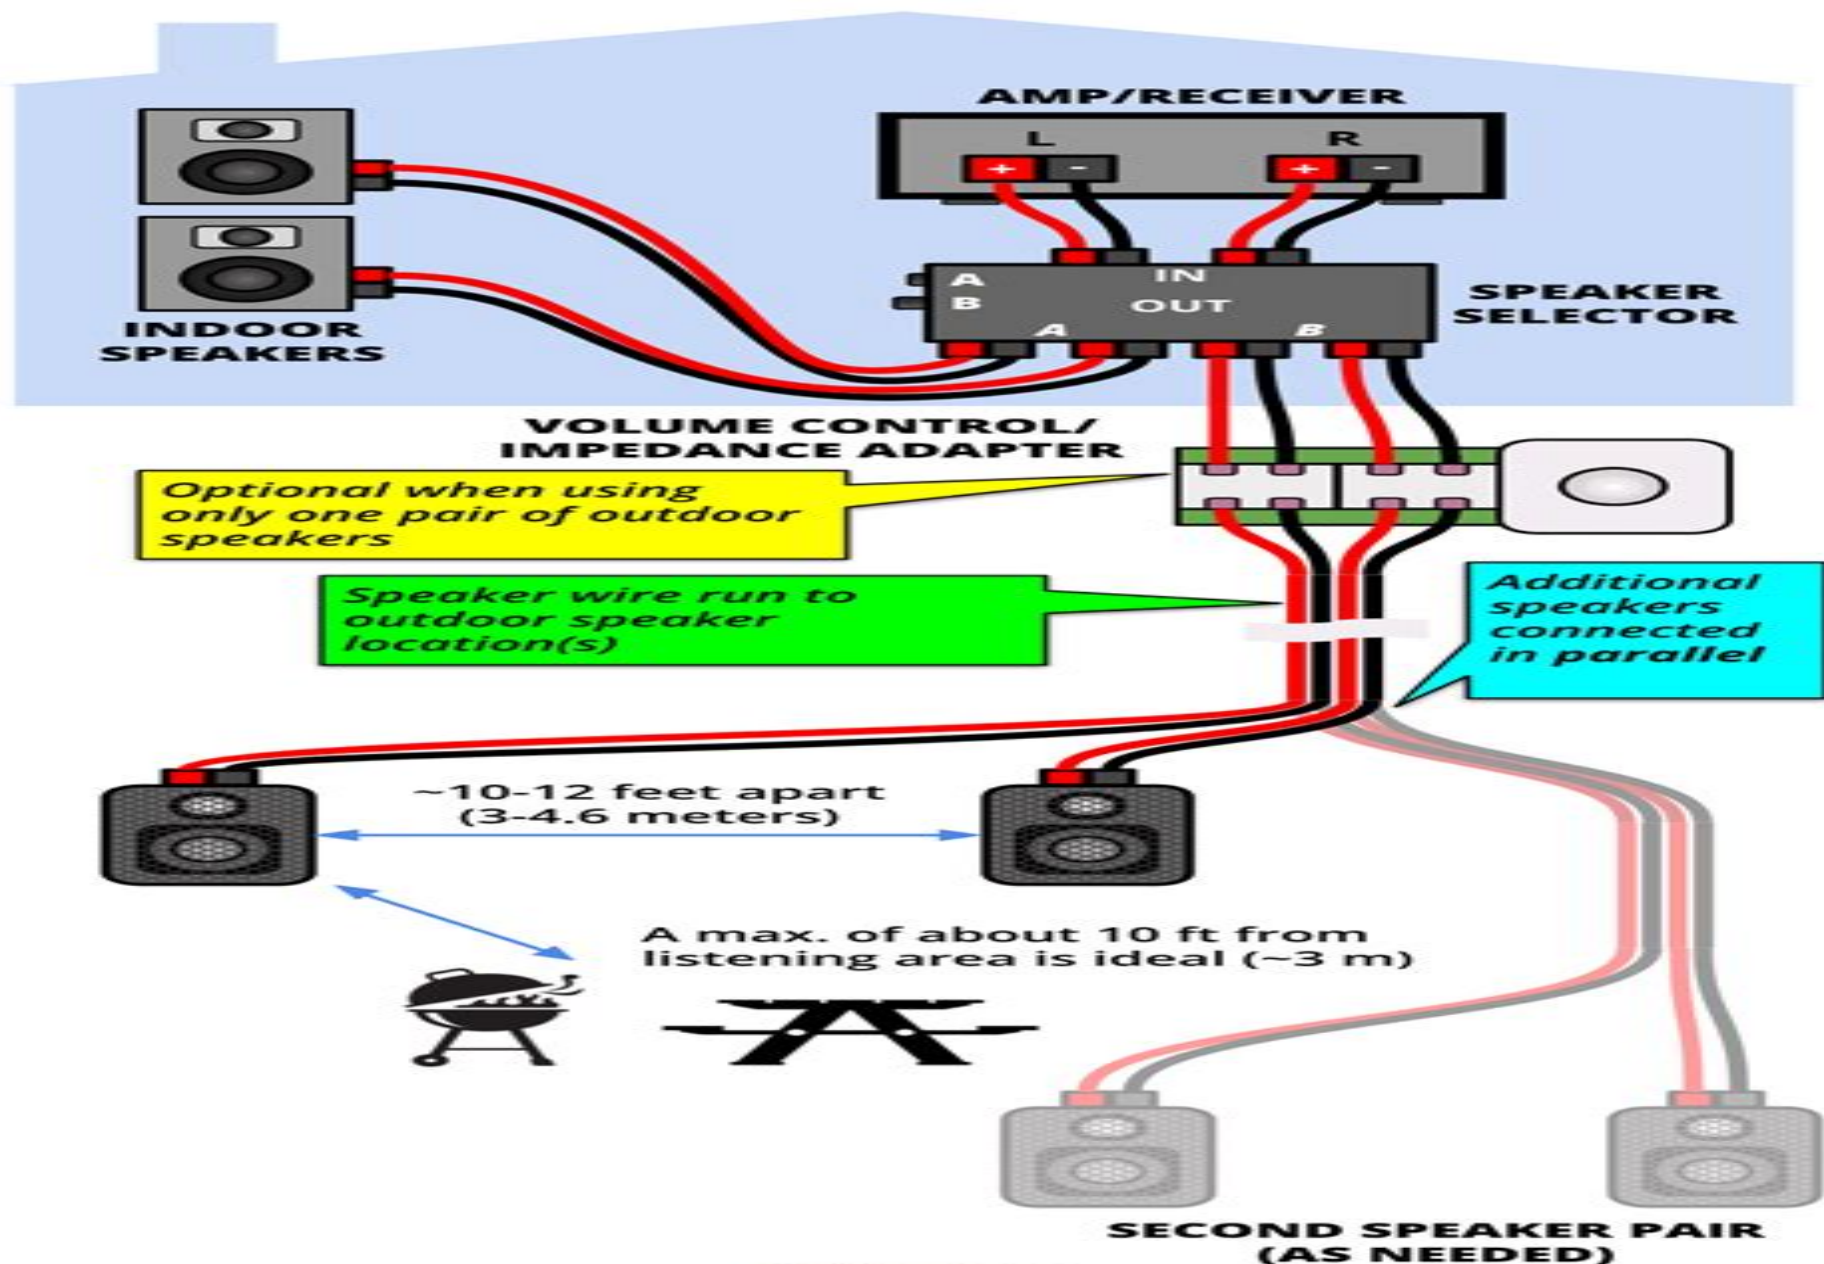 AMP/RECEIVER
L
R
+
-
+
-
INDOOR
SPEAKERS
A
B
IN
OUT
A
B
SPEAKER
SELECTOR
VOLUME CONTROL/
IMPEDANCE ADAPTER
Optional when using
only one pair of outdoor
speakers
Speaker wire run to
outdoor speaker
location(s)
Additional
speakers
connected
in parallel
~10-12 feet apart
(3-4.6 meters)
A max. of about 10 ft from
listening area is ideal (~3 m)
SECOND SPEAKER PAIR
(AS NEEDED)